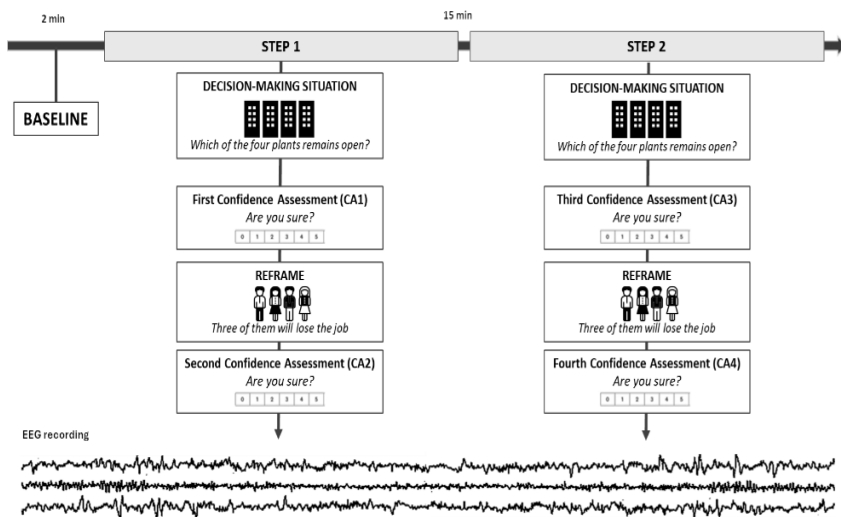 2 min
15 min
STEP 1
STEP 2
BASELINE
DECISION-MAKING SITUATION
Which of the four plants remains open?
First Confidence Assessment (CA1)
Are you sure?
0 1 2 3 4 5
REFRAME
Three of them will lose the job
Second Confidence Assessment (CA2)
Are you sure?
0 1 2 3 4 5
DECISION-MAKING SITUATION
Which of the four plants remains open?
Third Confidence Assessment (CA3)
Are you sure?
0 1 2 3 4 5
REFRAME
Three of them will lose the job
Fourth Confidence Assessment (CA4)
Are you sure?
0 1 2 3 4 5
EEG recording